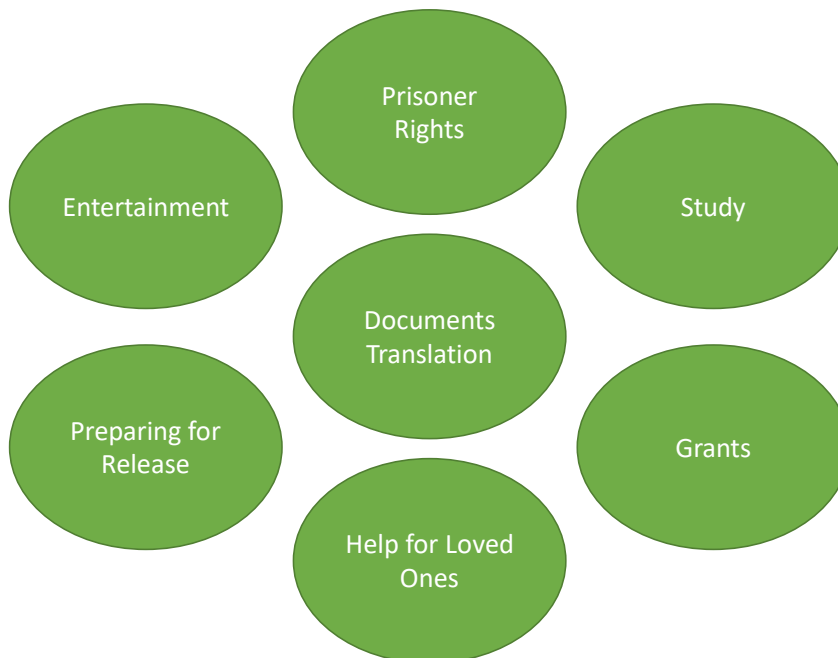 Prisoner
Rights
Entertainment
Study
Documents
Translation
Preparing for
Release
Grants
Help for Loved
Ones